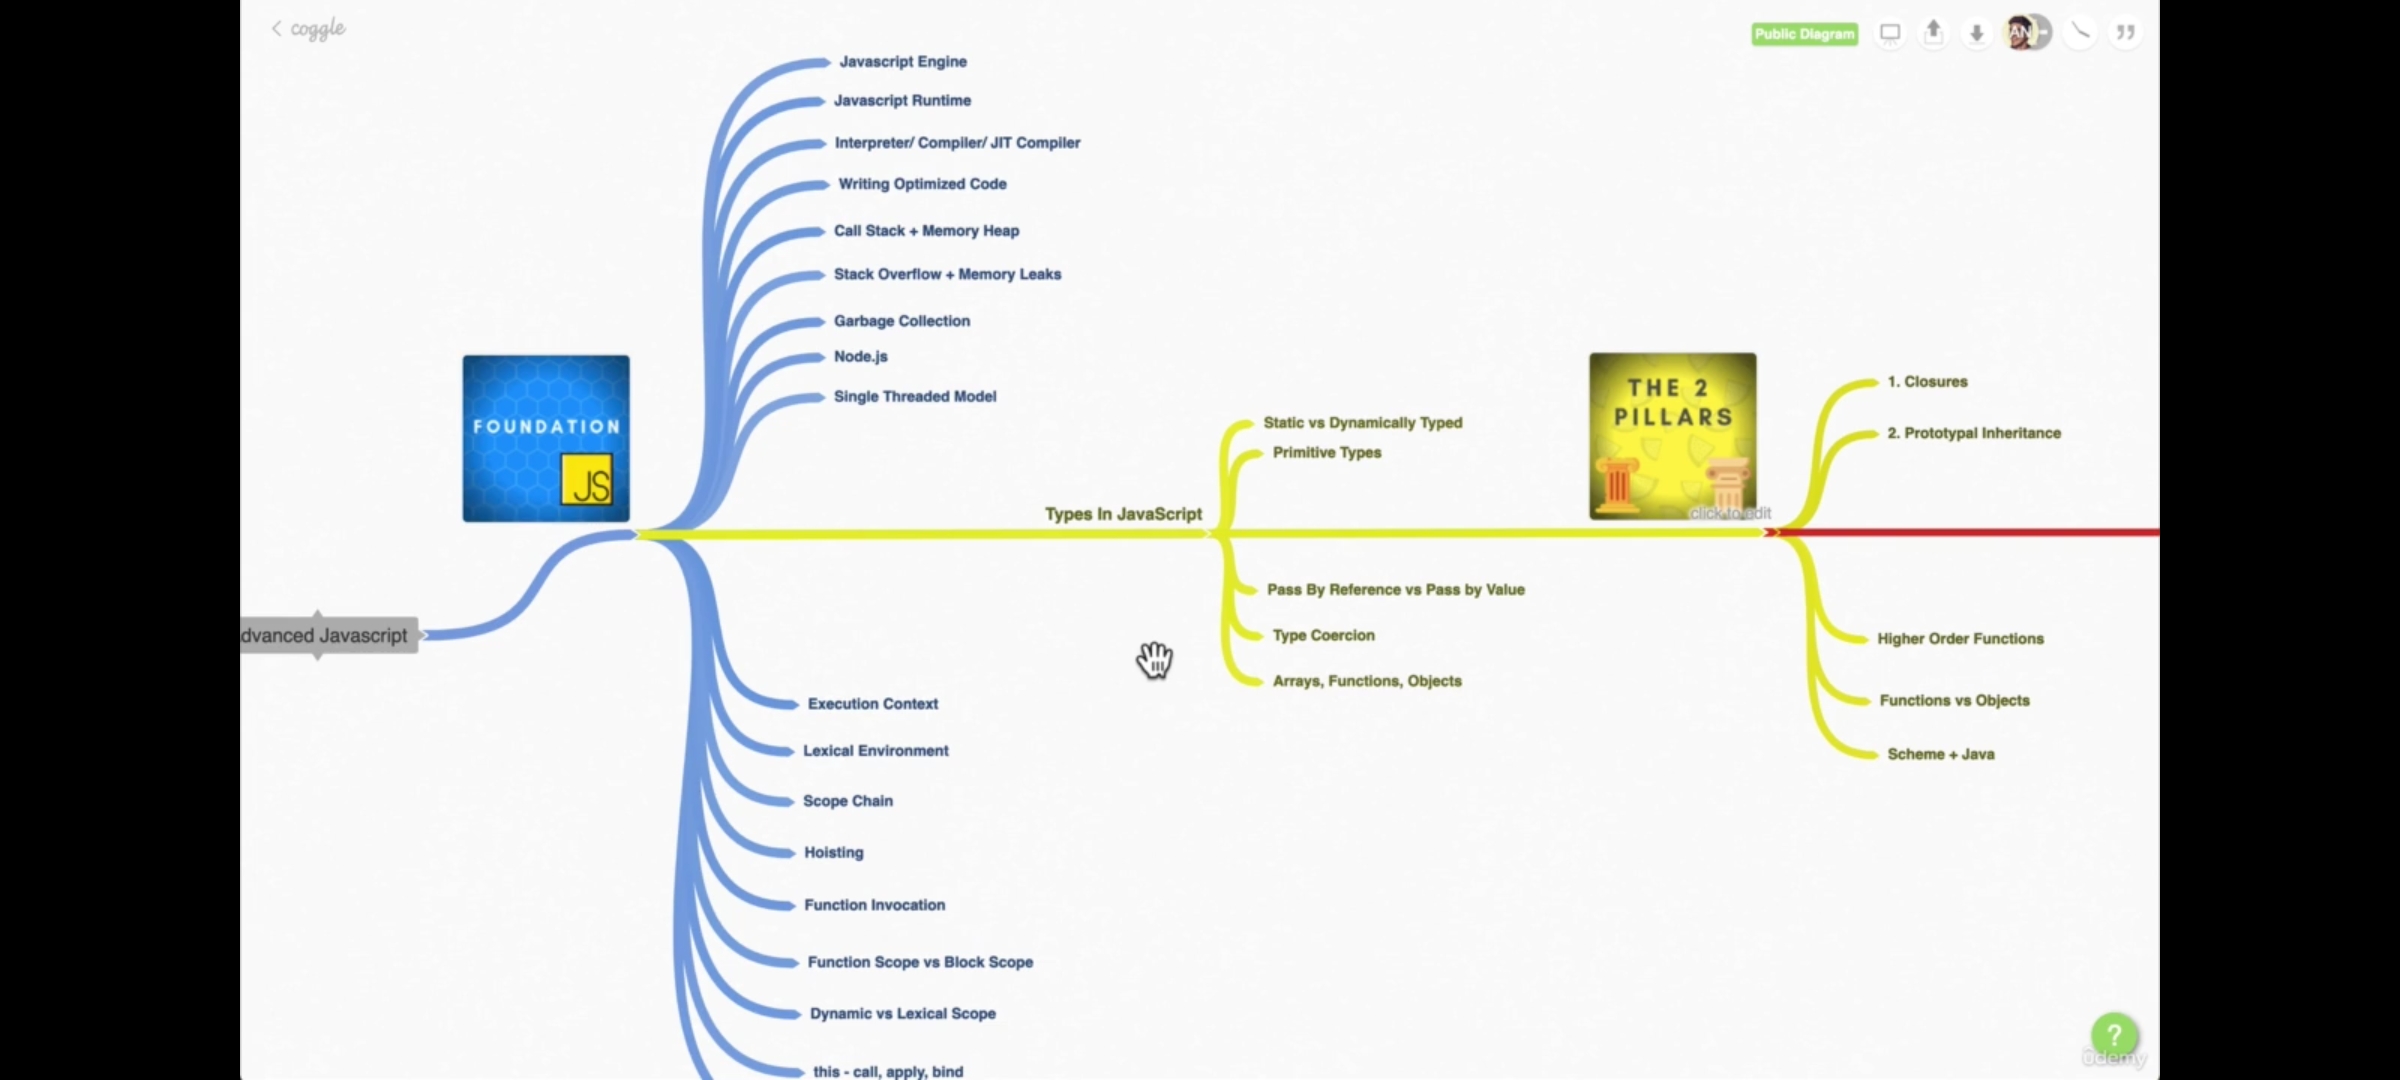 coggle
Public Diagram
AN
Javascript Engine
Javascript Runtime
Interpreter/ Compiler/ JIT Compiler
Writing Optimized Code
Call Stack + Memory Heap
Stack Overflow + Memory Leaks
Garbage Collection
Node.js
Single Threaded Model
FOUNDATION
JS
dvanced Javascript
Types In JavaScript
Static vs Dynamically Typed
Primitive Types
Pass By Reference vs Pass by Value
Type Coercion
Arrays, Functions, Objects
THE 2
PILLARS
click to edit
1. Closures
2. Prototypal Inheritance
Higher Order Functions
Functions vs Objects
Scheme + Java
Execution Context
Lexical Environment
Scope Chain
Hoisting
Function Invocation
Function Scope vs Block Scope
Dynamic vs Lexical Scope
this - call, apply, bind
?
ûdemy